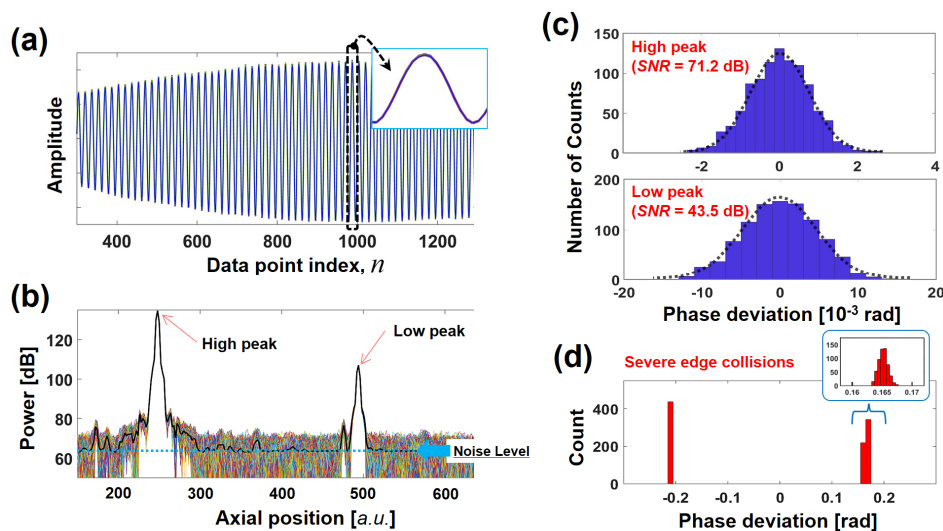 (a)
Amplitude
400
600
800
1000
1200
Data point index, n
(b)
Power [dB]
120
100
80
60
High peak
Low peak
Noise Level
200
300
400
500
600
Axial position [a.u.]
(c)
Number of Counts
150
100
50
0
High peak
(SNR = 71.2 dB)
-2
0
2
4
200
150
100
50
0
Low peak
(SNR = 43.5 dB)
-20
-10
0
10
20
Phase deviation [10⁻³ rad]
(d)
Severe edge collisions
Count
400
200
0
100
50
0
0.16
0.165
0.17
-0.2
-0.1
0
0.1
0.2
Phase deviation [rad]